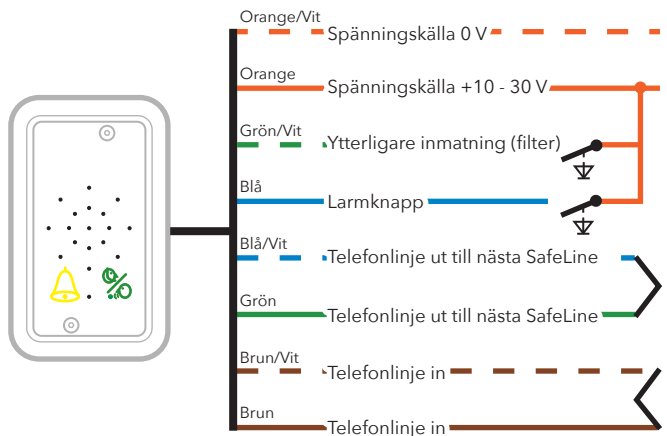 Orange/Vit
Spänningskälla 0 V
Orange
Spänningskälla +10 - 30 V
Grön/Vit
Ytterligare inmatning (filter)
Blå
Larmknapp
Blå/Vit
Telefonlinje ut till nästa SafeLine
Grön
Telefonlinje ut till nästa SafeLine
Brun/Vit
Telefonlinje in
Brun
Telefonlinje in